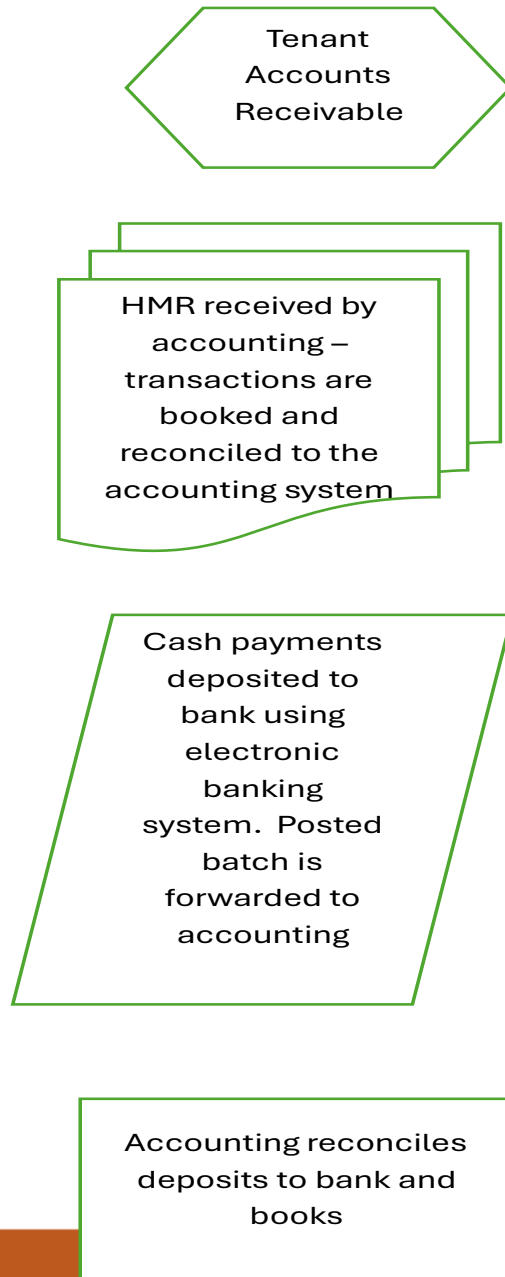 Tenant
Accounts
Receivable
HMR received by
accounting –
transactions are
booked and
reconciled to the
accounting system
Cash payments
deposited to
bank using
electronic
banking
system.  Posted
batch is
forwarded to
accounting
Accounting reconciles
deposits to bank and
books